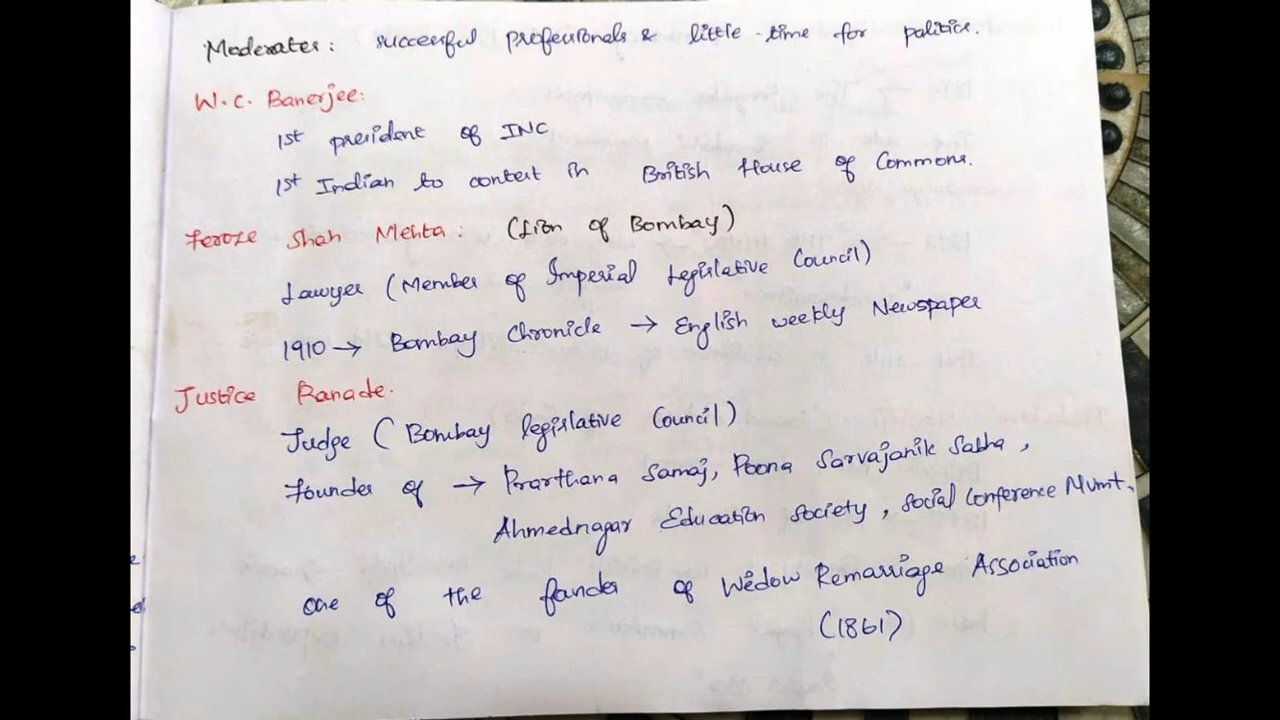 Moderates: successful professionals & little time for politics.
W.C. Banerjee:
1st president of INC
1st Indian to contest in British House of Commons.
Feroze Shah Mehta: (Lion of Bombay)
Lawyer (Member of Imperial Legislative Council)
1910 → Bombay Chronicle → English weekly Newspaper
Justice Ranade.
Judge (Bombay legislative Council)
Founder of → Prarthana Samaj, Poona Sarvajanik Sabha,
Ahmednagar Education Society, Social Conference Mvmt.
one of the founder of Widow Remarriage Association
(1861)